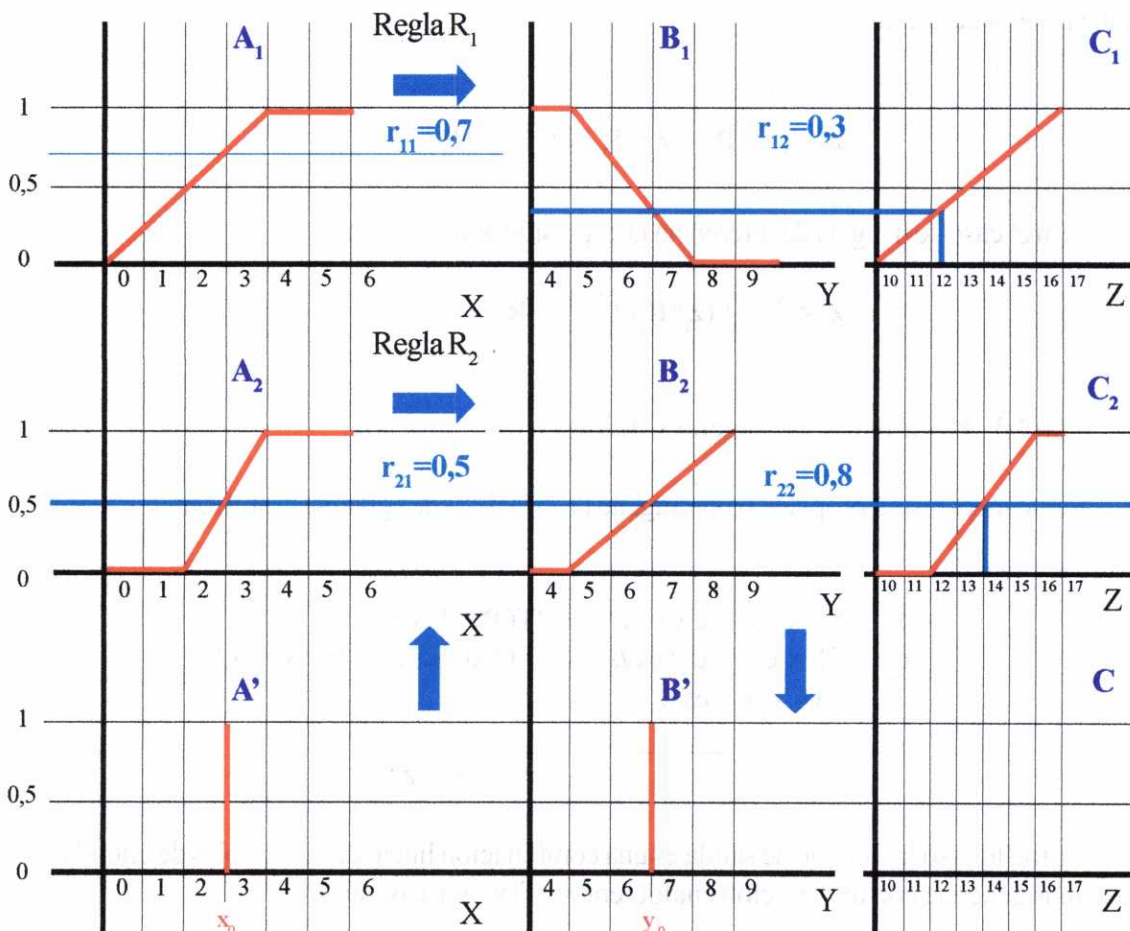 A₁ Regla R₁ B₁ C₁
1
r₁₁=0,7 r₁₂=0,3
0,5
0
0 1 2 3 4 5 6 4 5 6 7 8 9 10 11 12 13 14 15 16 17
X Y Z
Regla R₂
A₂ B₂ C₂
1
r₂₁=0,5 r₂₂=0,8
0,5
0
0 1 2 3 4 5 6 4 5 6 7 8 9 10 11 12 13 14 15 16 17
X Y Z
A’ B’ C
1
0,5
0
0 1 2 3 4 5 6 4 5 6 7 8 9 10 11 12 13 14 15 16 17
X Y Z
x₀ y₀